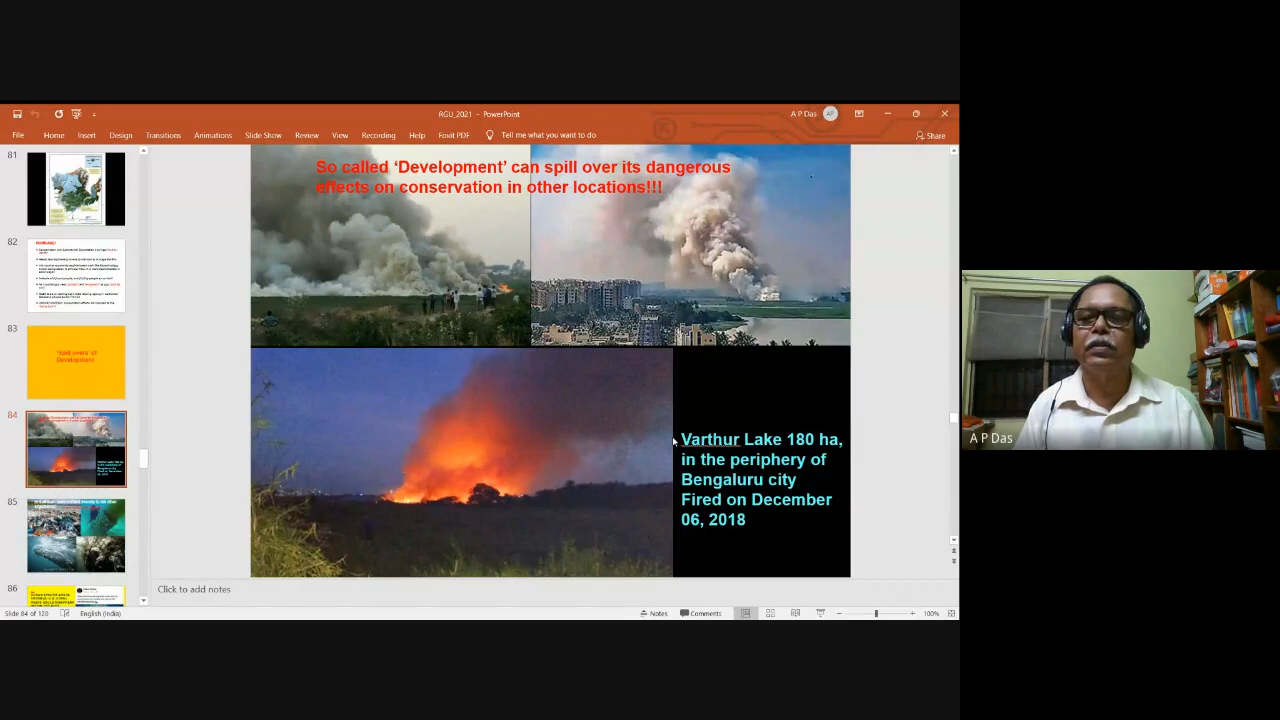 RGU_2021 - PowerPoint
A P Das
AP
File Home Insert Design Transitions Animations Slide Show Review View Recording Help Foxit PDF Tell me what you want to do
Share
81
82
83
'Spill overs' of
Development
84
85
86
So called 'Development' can spill over its dangerous
effects on conservation in other locations!!!
Varthur Lake 180 ha,
in the periphery of
Bengaluru city
Fired on December
06, 2018
Click to add notes
Slide 84 of 120 English (India)
Notes Comments 100%
A P Das